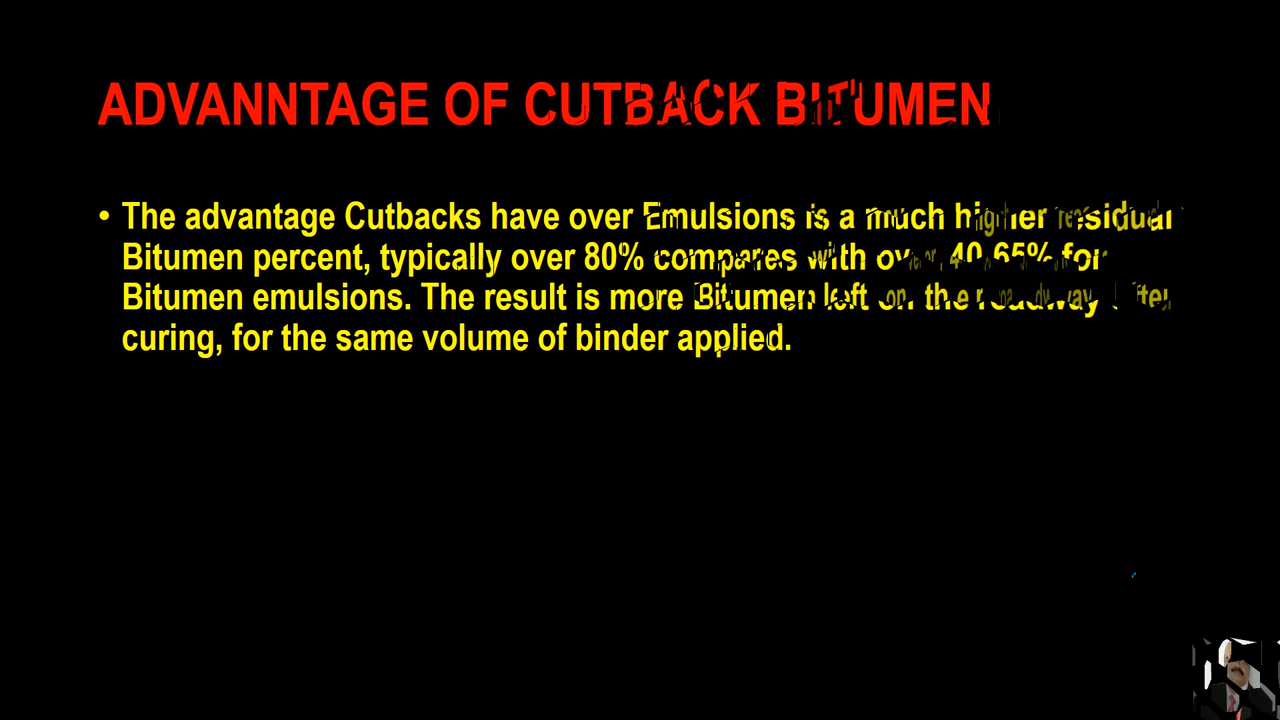 ADVANNTAGE OF CUTBACK BITUMEN
• The advantage Cutbacks have over Emulsions is a much higher residual
Bitumen percent, typically over 80% compares with over 40,65% for
Bitumen emulsions. The result is more Bitumen left on the roadway after
curing, for the same volume of binder applied.